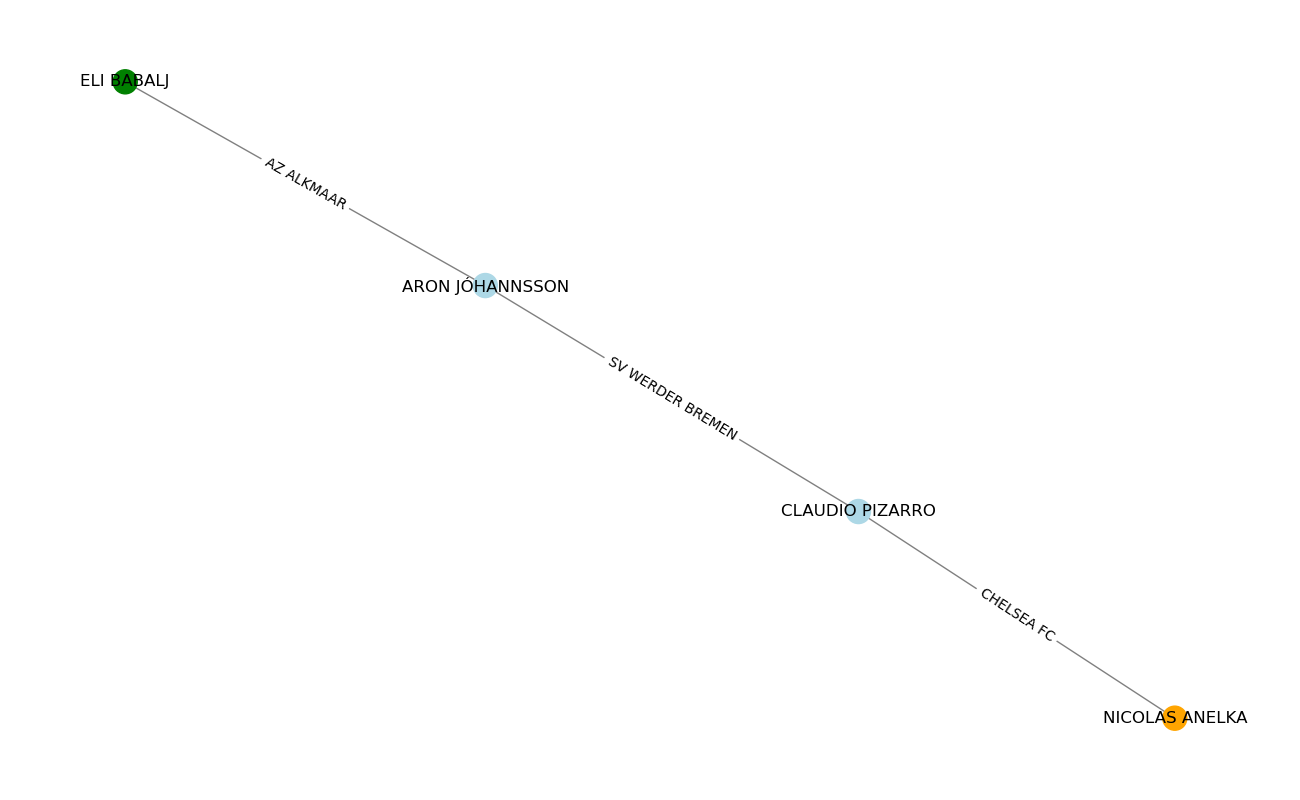 ELI BABALJ
AZ ALKMAAR
ARON JÓHANNSSON
SV WERDER BREMEN
CLAUDIO PIZARRO
CHELSEA FC
NICOLAS ANELKA